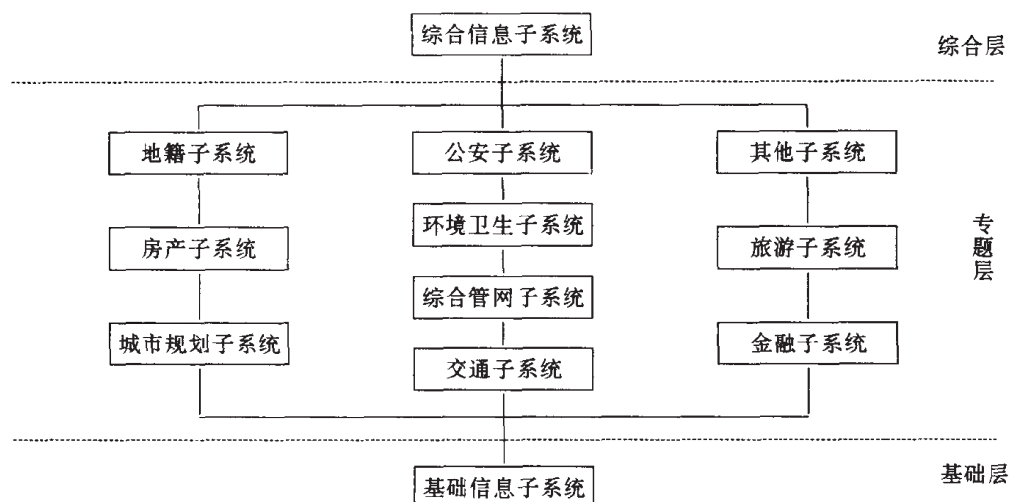 综合信息子系统
综合层
地籍子系统
公安子系统
其他子系统
环境卫生子系统
房产子系统
旅游子系统
专题层
综合管网子系统
城市规划子系统
金融子系统
交通子系统
基础信息子系统
基础层